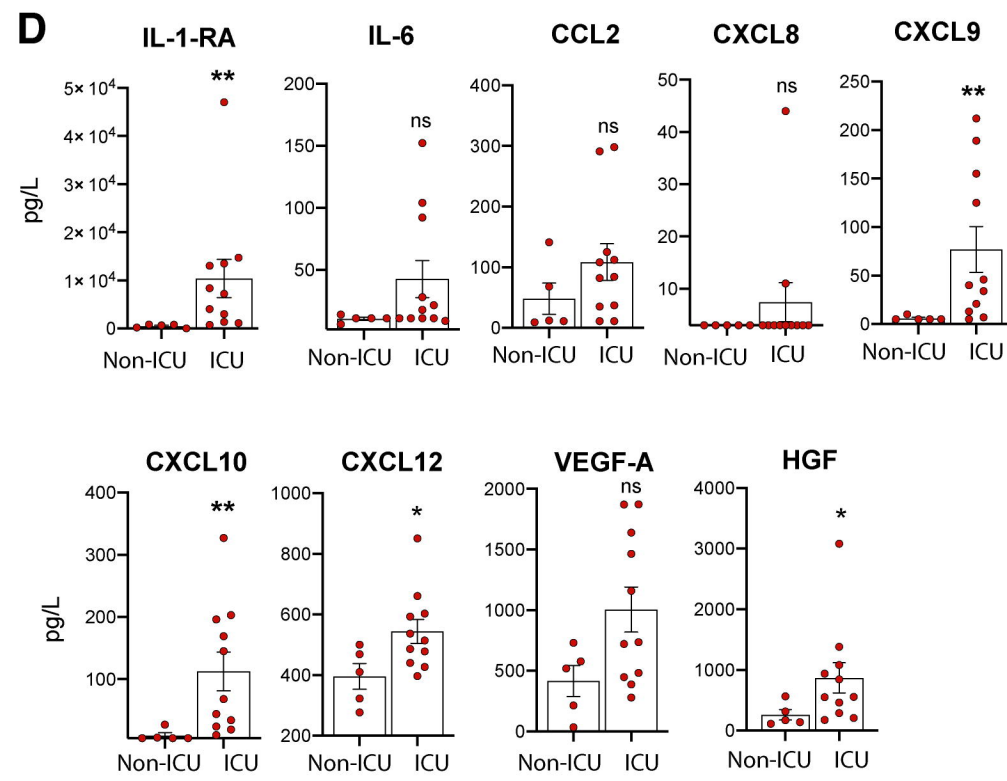 D
IL-1-RA
IL-6
CCL2
CXCL8
CXCL9
**
ns
ns
ns
**
pg/L
5× 10⁴
4× 10⁴
3× 10⁴
2× 10⁴
1× 10⁴
0
200
150
100
50
400
300
200
100
0
50
40
30
20
10
250
200
150
100
50
0
Non-ICU ICU
Non-ICU ICU
Non-ICU ICU
Non-ICU ICU
Non-ICU ICU
CXCL10
CXCL12
VEGF-A
HGF
**
*
ns
*
pg/L
400
300
200
100
1000
800
600
400
200
2000
1500
1000
500
0
4000
3000
2000
1000
0
Non-ICU ICU
Non-ICU ICU
Non-ICU ICU
Non-ICU ICU